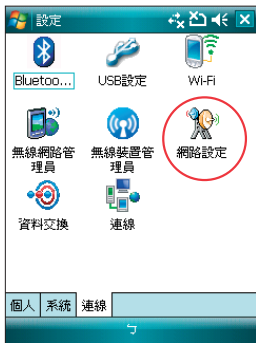 設定
Bluetoo...
USB設定
Wi-Fi
無線網路管
理員
無線裝置管
理員
網路設定
資料交換
連線
個人 系統 連線
ㄅ